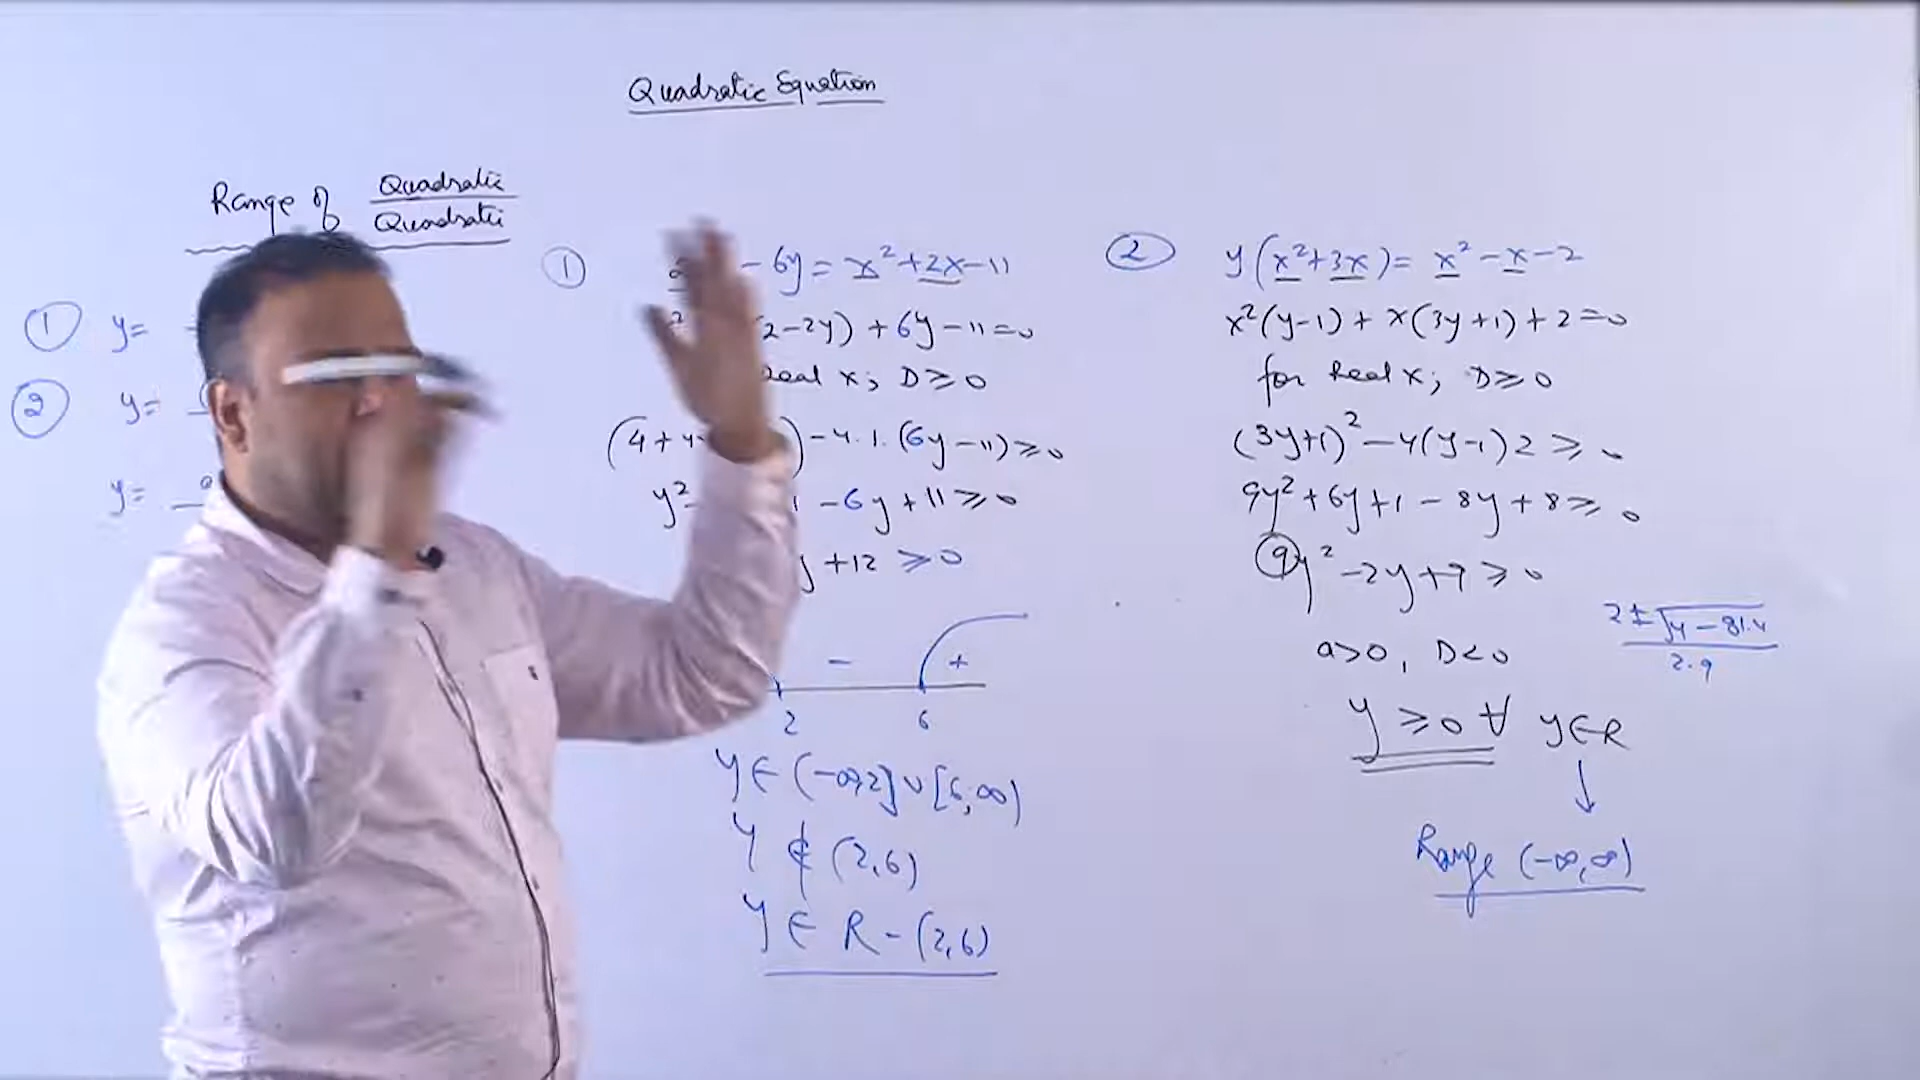 Quadratic Equation
Range of Quadratic
Quadratic
①
y=
②
y=
y=
①
- 6y = x² + 2x - 11
2 - 2y) + 6y - 11 = 0
Real x; D ≥ 0
) - 4.1.(6y - 11) ≥ 0
- 6y + 11 ≥ 0
y + 12 ≥ 0
- +
2 6
y ∈ (-∞,2] ∪ [6,∞)
y ∉ (2,6)
y ∈ R - (2,6)
②
y(x² + 3x) = x² - x - 2
x²(y-1) + x(3y+1) + 2 = 0
for Real x; D ≥ 0
(3y+1)² - 4(y-1)2 ≥ 0
9y² + 6y + 1 - 8y + 8 ≥ 0
9y² - 2y + 9 ≥ 0
2 ± √4 - 81.4
2.9
a>0, D<0
y ≥ 0 ∀ y ∈ R
↓
Range (-∞,∞)